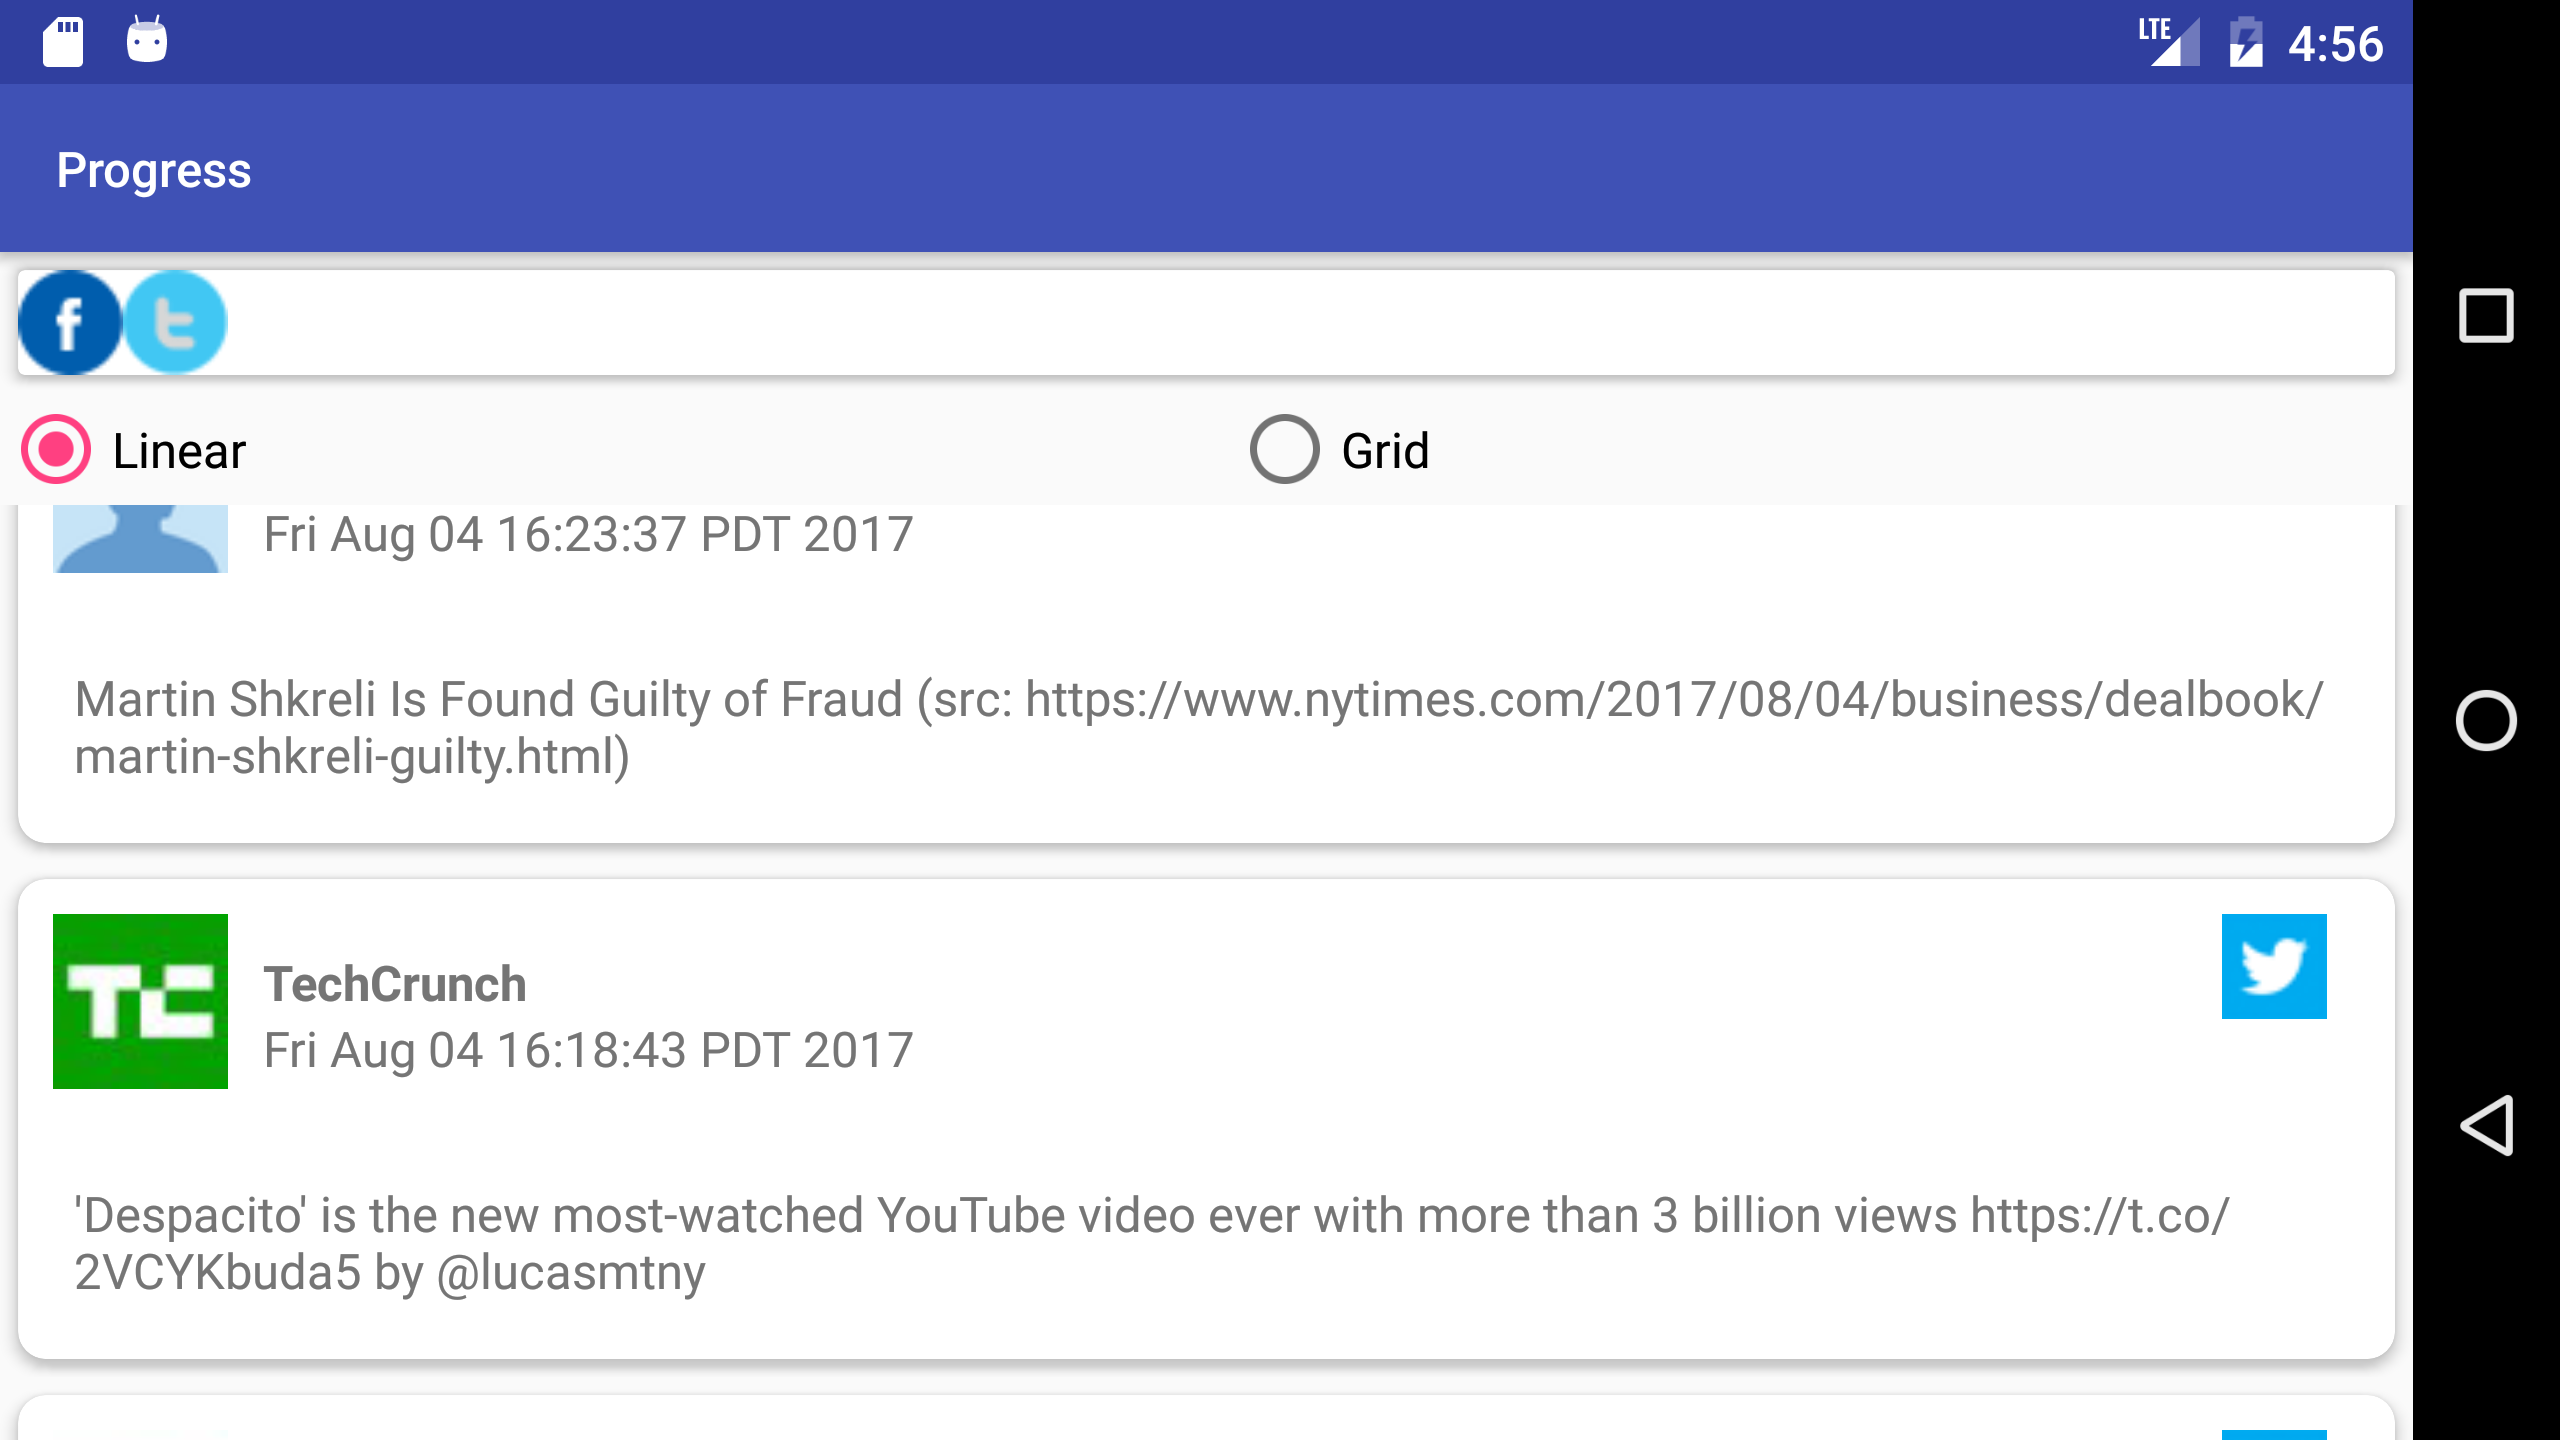 LTE 4:56
Progress
f t
Linear Grid
Fri Aug 04 16:23:37 PDT 2017
Martin Shkreli Is Found Guilty of Fraud (src: https://www.nytimes.com/2017/08/04/business/dealbook/
martin-shkreli-guilty.html)
TC
TechCrunch
Fri Aug 04 16:18:43 PDT 2017
'Despacito' is the new most-watched YouTube video ever with more than 3 billion views https://t.co/
2VCYKbuda5 by @lucasmtny